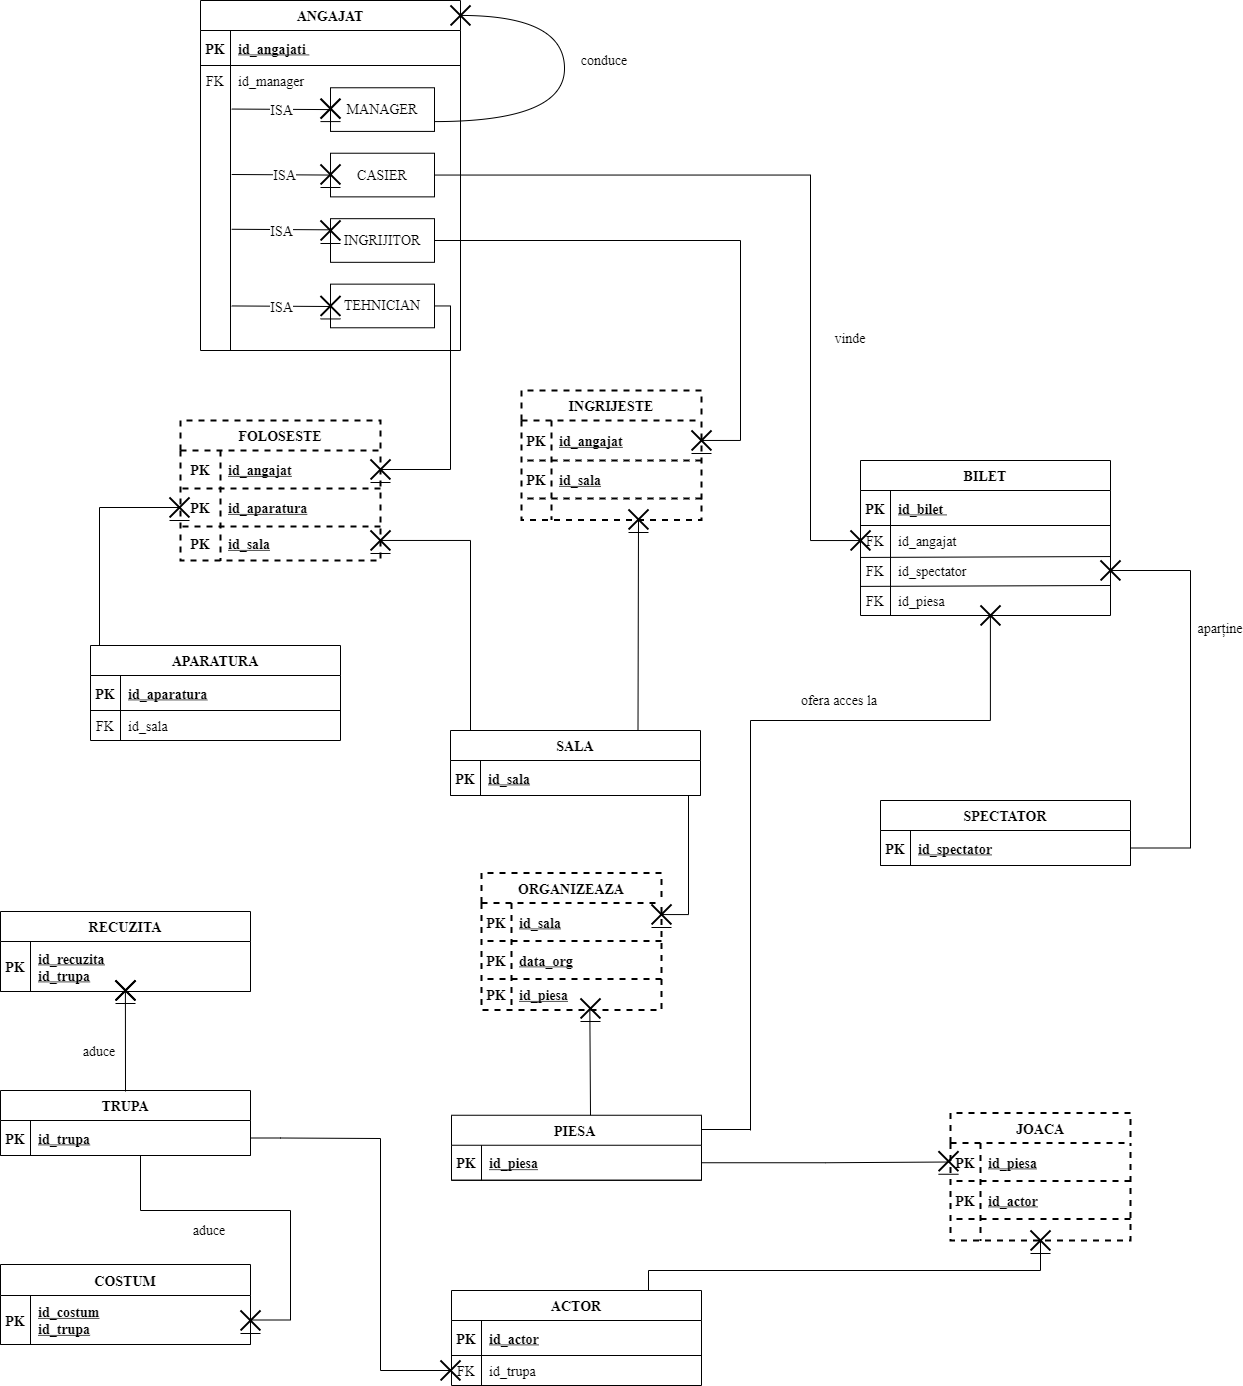 ANGAJAT
PK id_angajati
FK id_manager
ISA MANAGER
conduce
ISA CASIER
ISA INGRIJITOR
ISA TEHNICIAN
vinde
INGRIJESTE
PK id_angajat
PK id_sala
FOLOSESTE
PK id_angajat
PK id_aparatura
PK id_sala
BILET
PK id_bilet
FK id_angajat
FK id_spectator
FK id_piesa
aparține
APARATURA
PK id_aparatura
FK id_sala
ofera acces la
SALA
PK id_sala
SPECTATOR
PK id_spectator
ORGANIZEAZA
PK id_sala
PK data_org
PK id_piesa
RECUZITA
PK id_recuzita
id_trupa
aduce
TRUPA
PK id_trupa
PIESA
PK id_piesa
JOACA
PK id_piesa
PK id_actor
aduce
COSTUM
PK id_costum
id_trupa
ACTOR
PK id_actor
FK id_trupa